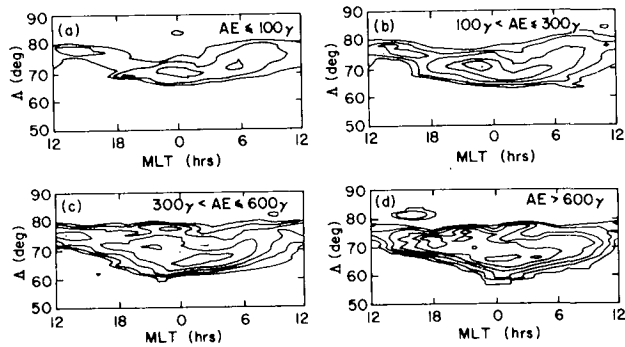 (a) AE ≤ 100γ
90
80
70
60
50
Λ (deg)
12 18 0 6 12
MLT (hrs)
(b) 100γ < AE ≤ 300γ
90
80
70
60
50
Λ (deg)
12 18 0 6 12
MLT (hrs)
(c) 300γ < AE ≤ 600γ
90
80
70
60
50
Λ (deg)
12 18 0 6 12
MLT (hrs)
(d) AE > 600γ
90
80
70
60
50
Λ (deg)
12 18 0 6 12
MLT (hrs)